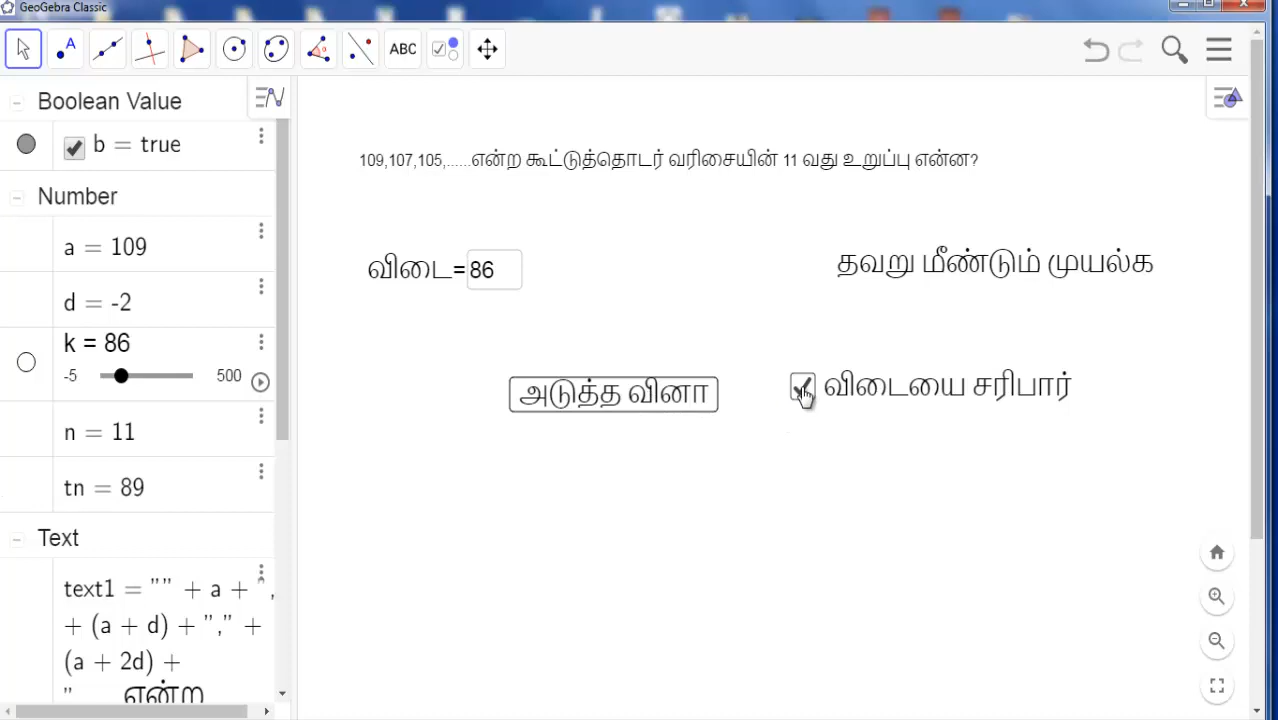 GeoGebra Classic
ABC
Boolean Value
b = true
Number
a = 109
d = -2
k = 86
-5 500
n = 11
tn = 89
Text
text1 = "" + a + ",
+ (a + d) + "," +
(a + 2d) +
" என்ற
109,107,105,......என்ற கூட்டுத்தொடர் வரிசையின் 11 வது உறுப்பு என்ன?
விடை=86
தவறு மீண்டும் முயல்க
அடுத்த வினா
விடையை சரிபார்